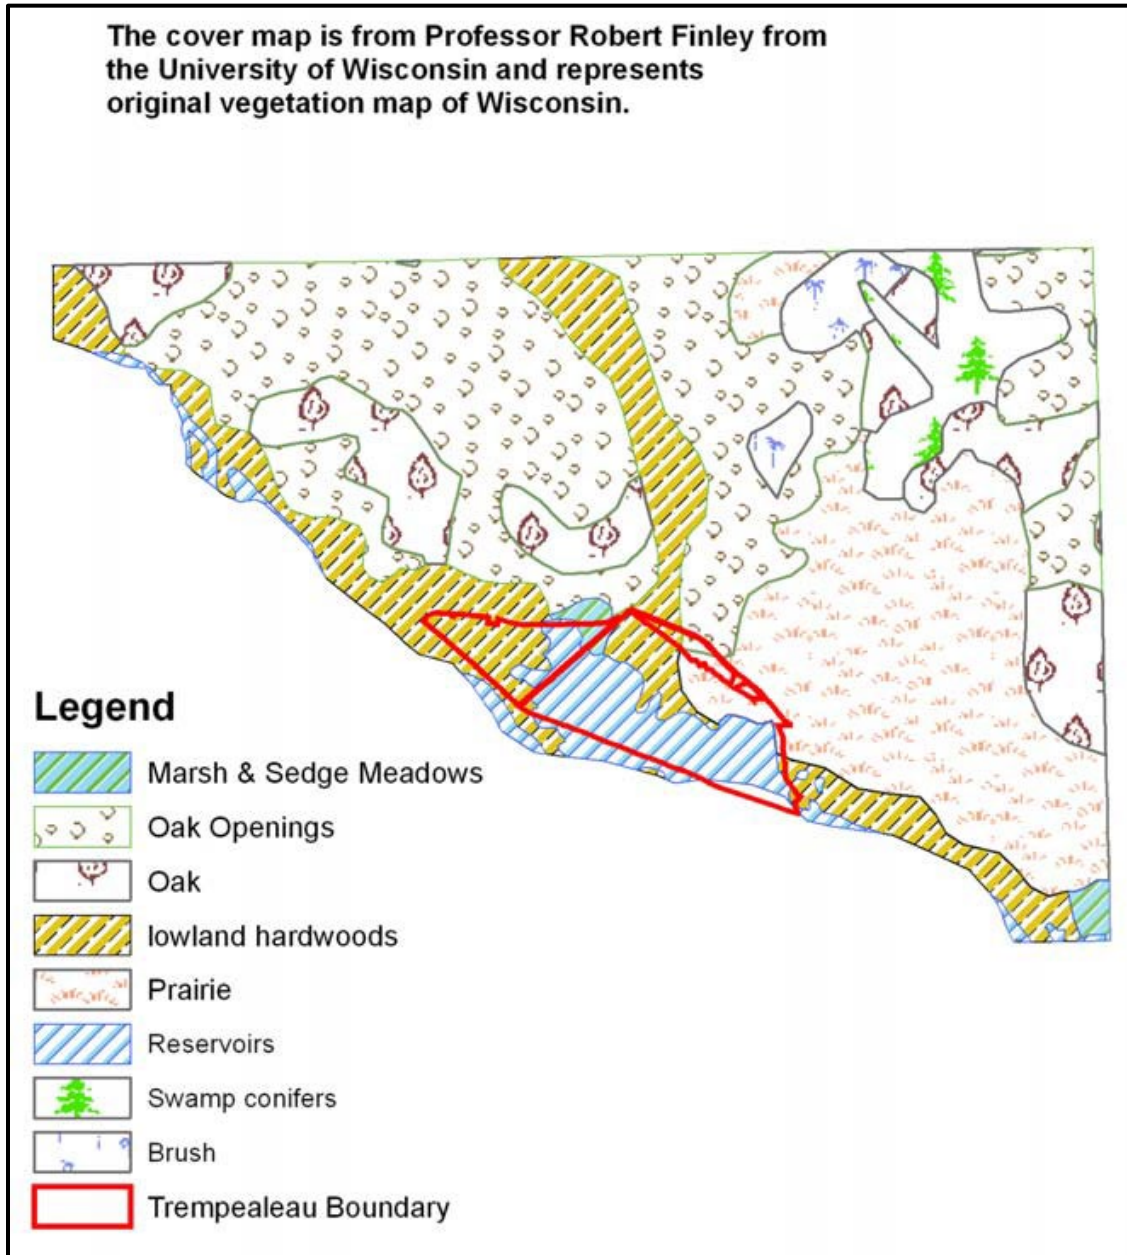 The cover map is from Professor Robert Finley from
the University of Wisconsin and represents
original vegetation map of Wisconsin.
Legend
Marsh & Sedge Meadows
Oak Openings
Oak
lowland hardwoods
Prairie
Reservoirs
Swamp conifers
Brush
Trempealeau Boundary